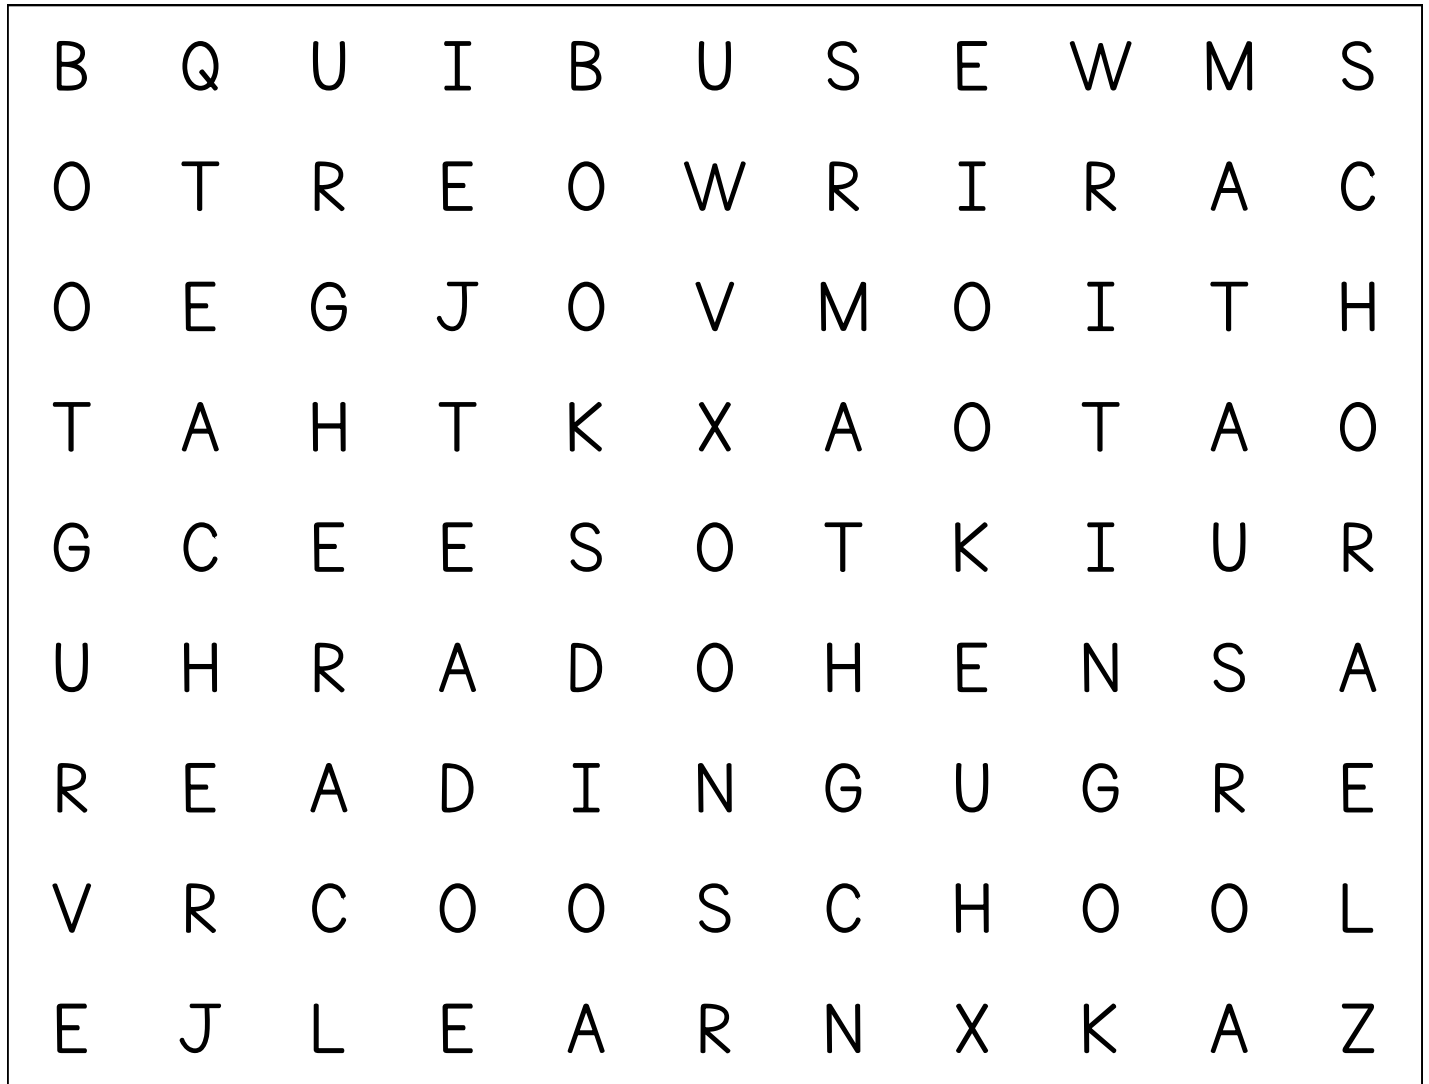 B Q U I B U S E W M S
O T R E O W R I R A C
O E G J O V M O I T H
T A H T K X A O T A O
G C E E S O T K I U R
U H R A D O H E N S A
R E A D I N G U G R E
V R C O O S C H O O L
E J L E A R N X K A Z